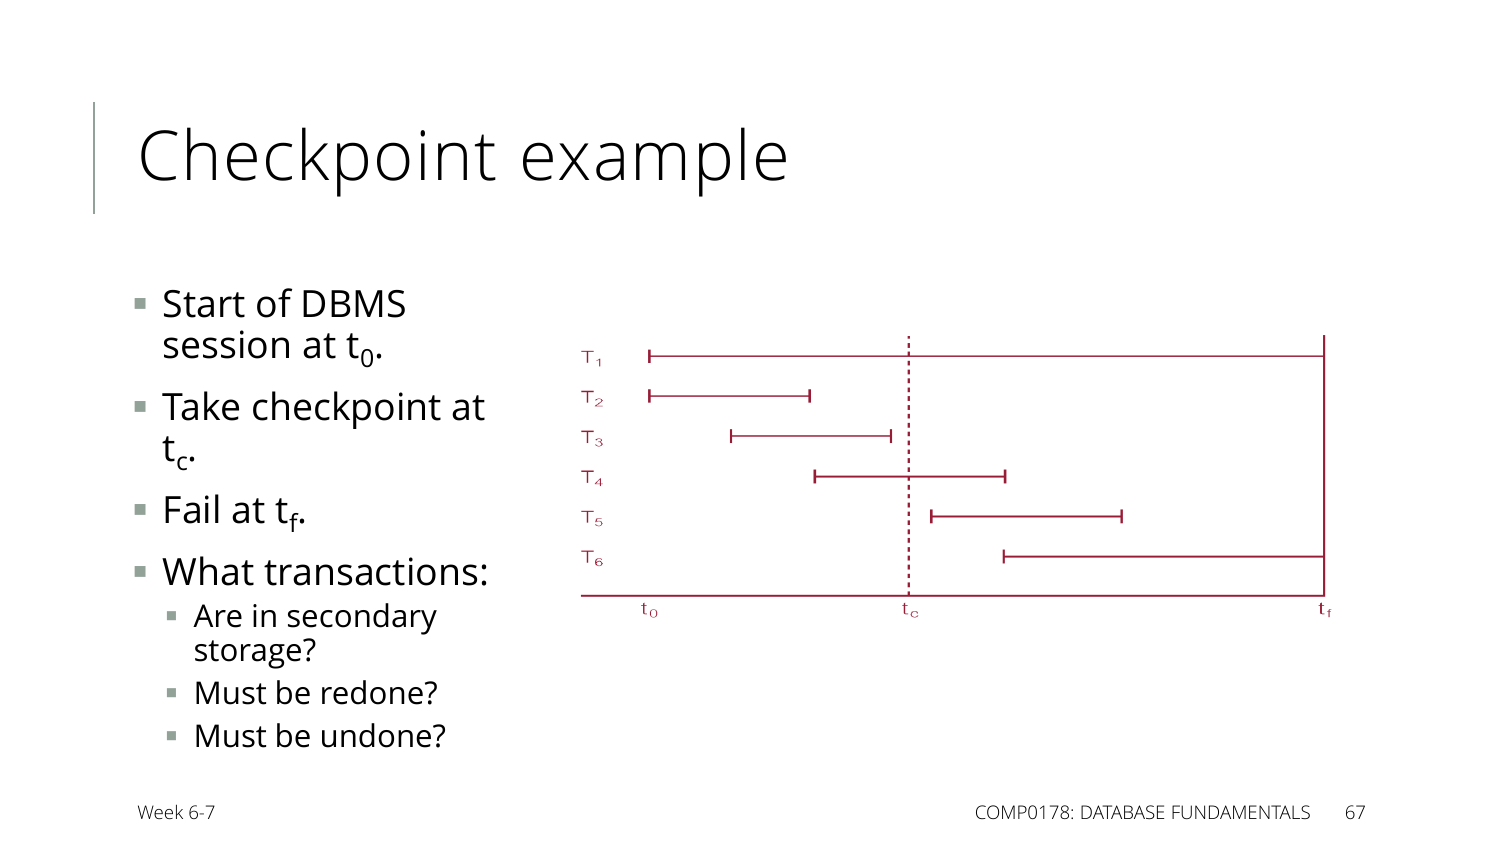 Checkpoint example
▪ Start of DBMS
session at t₀.
▪ Take checkpoint at
t꜀.
▪ Fail at tf.
▪ What transactions:
▪ Are in secondary
storage?
▪ Must be redone?
▪ Must be undone?
T₁
T₂
T₃
T₄
T₅
T₆
t₀ t꜀ tf
Week 6-7 COMP0178: DATABASE FUNDAMENTALS 67